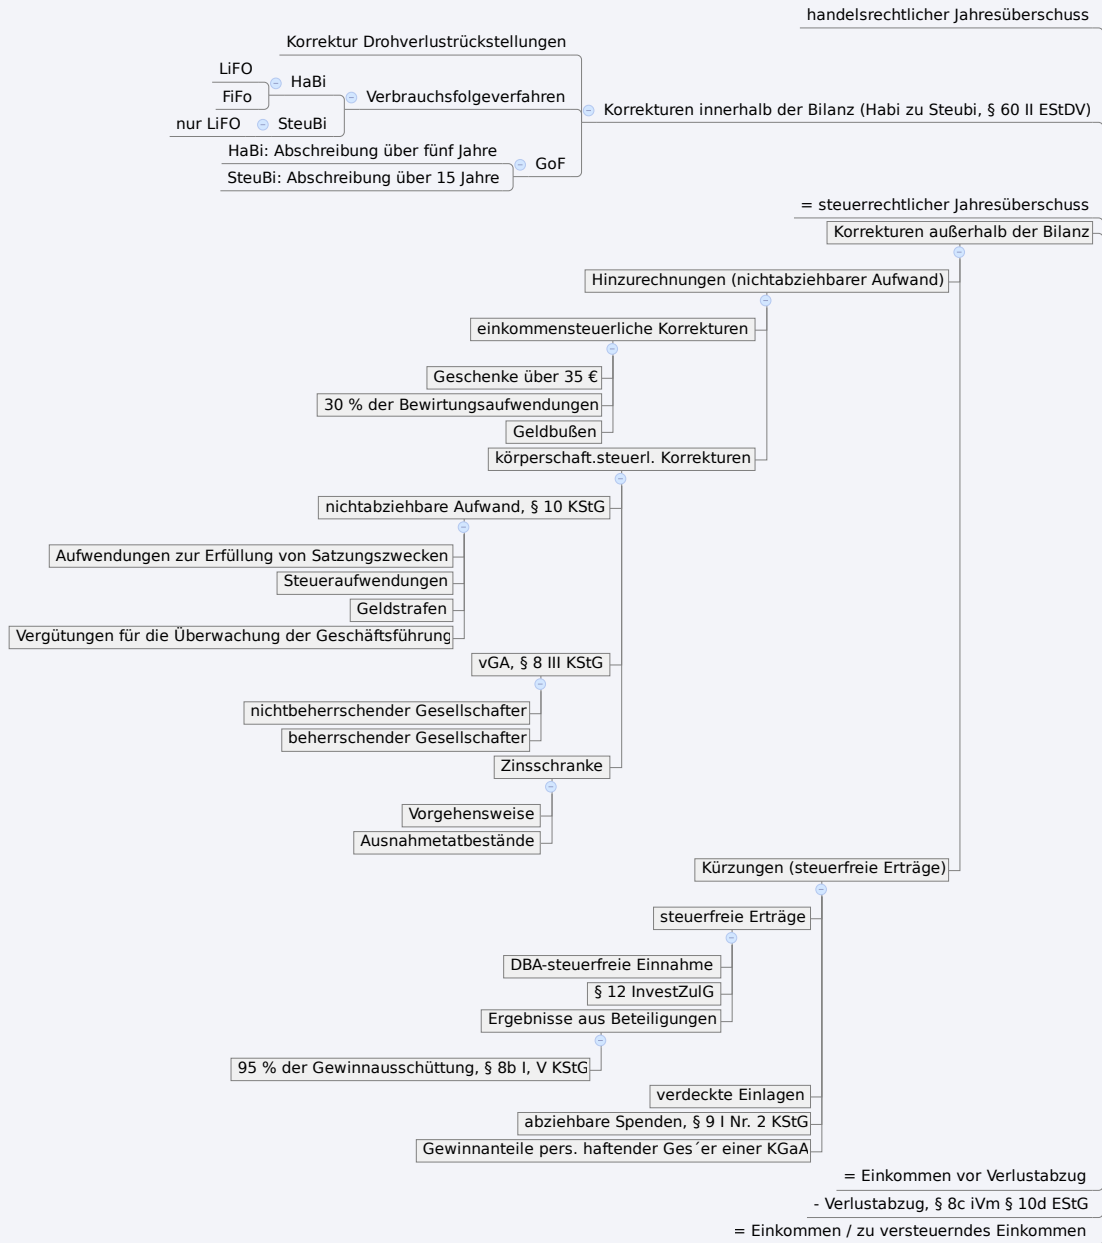 handelsrechtlicher Jahresüberschuss
Korrektur Drohverlustrückstellungen
LiFO
HaBi
FiFo
Verbrauchsfolgeverfahren
Korrekturen innerhalb der Bilanz (Habi zu Steubi, § 60 II EStDV)
nur LiFO
SteuBi
HaBi: Abschreibung über fünf Jahre
GoF
SteuBi: Abschreibung über 15 Jahre
= steuerrechtlicher Jahresüberschuss
Korrekturen außerhalb der Bilanz
Hinzurechnungen (nichtabziehbarer Aufwand)
einkommensteuerliche Korrekturen
Geschenke über 35 €
30 % der Bewirtungsaufwendungen
Geldbußen
körperschaft.steuerl. Korrekturen
nichtabziehbare Aufwand, § 10 KStG
Aufwendungen zur Erfüllung von Satzungszwecken
Steueraufwendungen
Geldstrafen
Vergütungen für die Überwachung der Geschäftsführung
vGA, § 8 III KStG
nichtbeherrschender Gesellschafter
beherrschender Gesellschafter
Zinsschranke
Vorgehensweise
Ausnahmetatbestände
Kürzungen (steuerfreie Erträge)
steuerfreie Erträge
DBA-steuerfreie Einnahme
§ 12 InvestZulG
Ergebnisse aus Beteiligungen
95 % der Gewinnausschüttung, § 8b I, V KStG
verdeckte Einlagen
abziehbare Spenden, § 9 I Nr. 2 KStG
Gewinnanteile pers. haftender Ges´er einer KGaA
= Einkommen vor Verlustabzug
- Verlustabzug, § 8c iVm § 10d EStG
= Einkommen / zu versteuerndes Einkommen